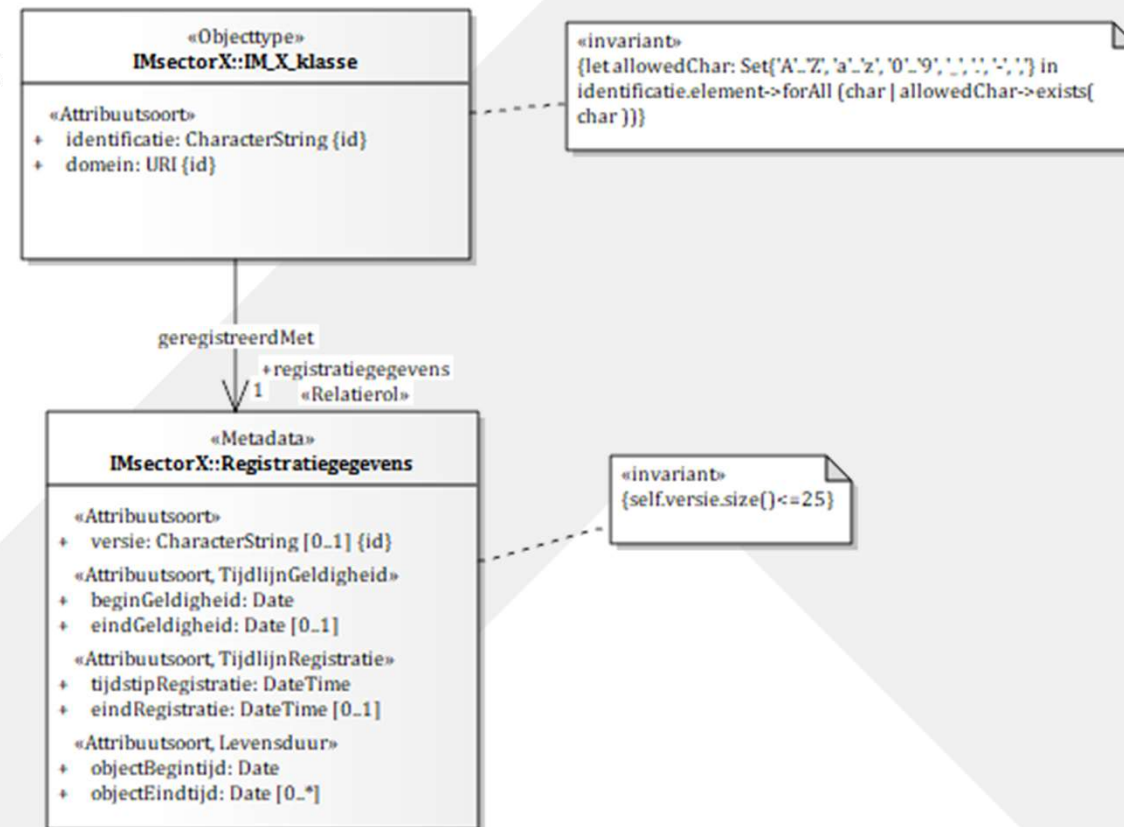 «Objecttype»
IMsectorX::IM_X_klasse
«Attribuutsoort»
+ identificatie: CharacterString {id}
+ domein: URI {id}
«invariant»
{let allowedChar: Set{'A'..'Z', 'a'..'z', '0'..'9', '_', '.', '-', ','} in
identificatie.element->forAll (char | allowedChar->exists(
char ))}
geregistreerdMet
+registratiegegevens
1 «Relatierol»
«Metadata»
IMsectorX::Registratiegegevens
«Attribuutsoort»
+ versie: CharacterString [0..1] {id}
«Attribuutsoort, TijdlijnGeldigheid»
+ beginGeldigheid: Date
+ eindGeldigheid: Date [0..1]
«Attribuutsoort, TijdlijnRegistratie»
+ tijdstipRegistratie: DateTime
+ eindRegistratie: DateTime [0..1]
«Attribuutsoort, Levensduur»
+ objectBegintijd: Date
+ objectEindtijd: Date [0..*]
«invariant»
{self.versie.size()<=25}